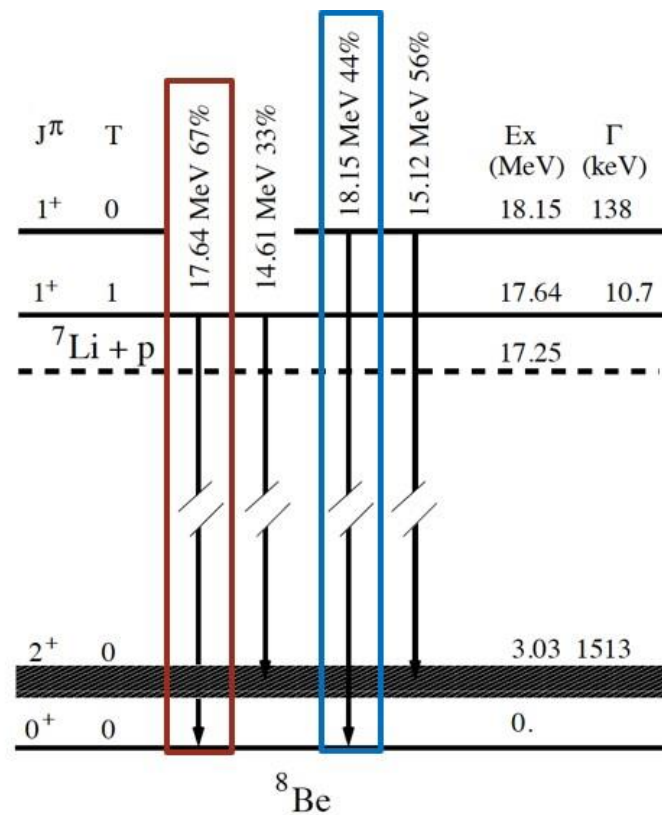 17.64 MeV 67%
14.61 MeV 33%
18.15 MeV 44%
15.12 MeV 56%
J^π T Ex Γ
(MeV) (keV)
1⁺ 0 18.15 138
1⁺ 1 17.64 10.7
⁷Li + p 17.25
2⁺ 0 3.03 1513
0⁺ 0 0.
⁸Be